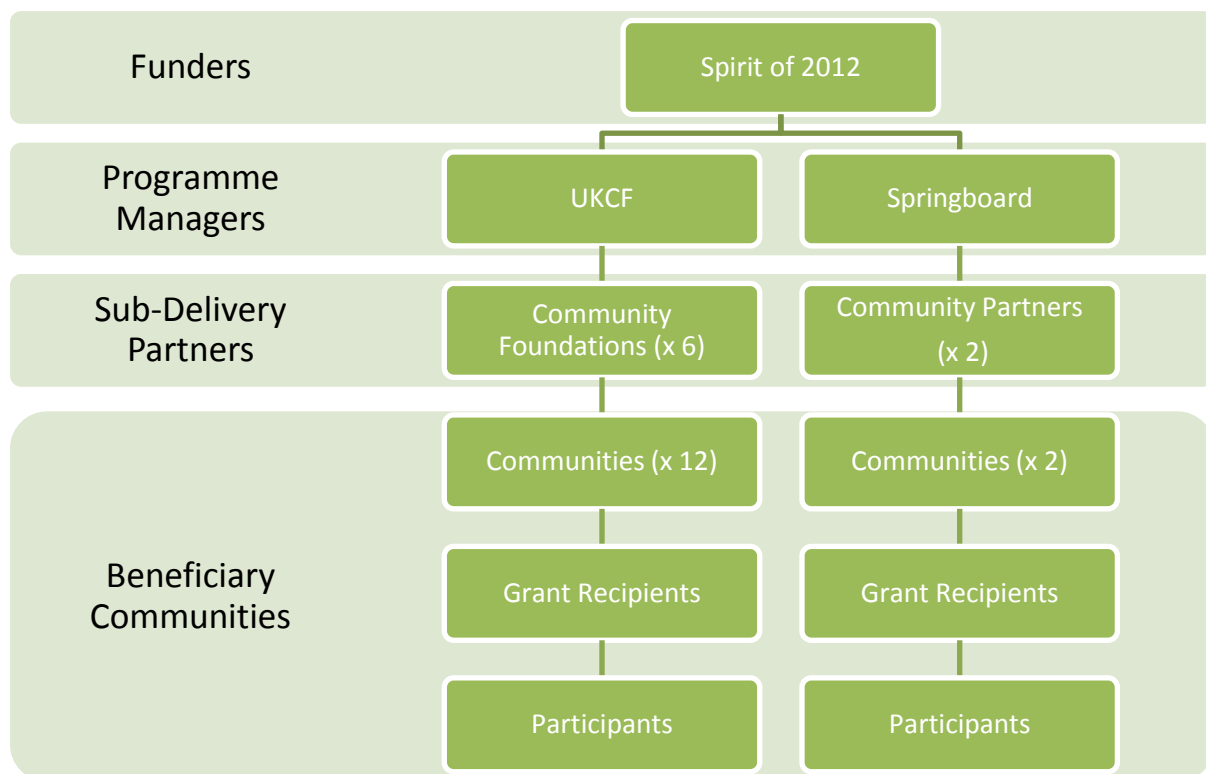 Funders
Spirit of 2012
Programme
Managers
UKCF
Springboard
Sub-Delivery
Partners
Community
Foundations (x 6)
Community Partners
(x 2)
Beneficiary
Communities
Communities (x 12)
Communities (x 2)
Grant Recipients
Grant Recipients
Participants
Participants